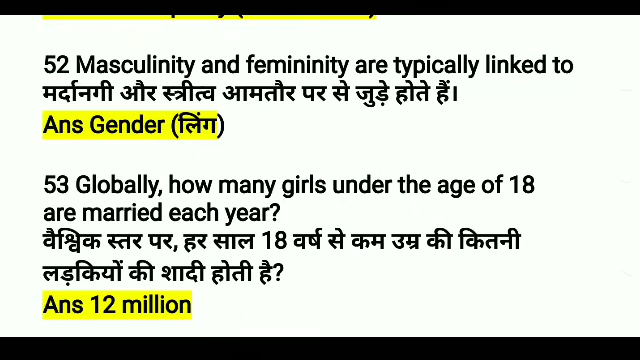 52 Masculinity and femininity are typically linked to
मर्दानगी और स्त्रीत्व आमतौर पर से जुड़े होते हैं।
Ans Gender (लिंग)
53 Globally, how many girls under the age of 18
are married each year?
वैश्विक स्तर पर, हर साल 18 वर्ष से कम उम्र की कितनी
लड़कियों की शादी होती है?
Ans 12 million